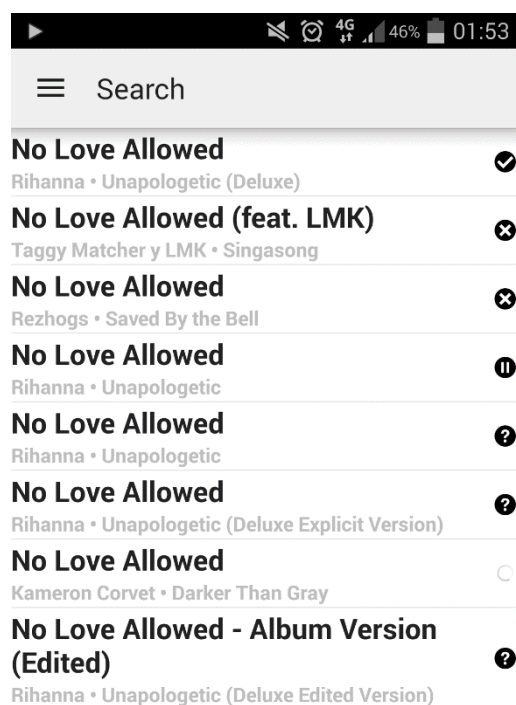 4G 46% 01:53
Search
No Love Allowed
Rihanna • Unapologetic (Deluxe)
No Love Allowed (feat. LMK)
Taggy Matcher y LMK • Singasong
No Love Allowed
Rezhogs • Saved By the Bell
No Love Allowed
Rihanna • Unapologetic
No Love Allowed
Rihanna • Unapologetic
No Love Allowed
Rihanna • Unapologetic (Deluxe Explicit Version)
No Love Allowed
Kameron Corvet • Darker Than Gray
No Love Allowed - Album Version
(Edited)
Rihanna • Unapologetic (Deluxe Edited Version)